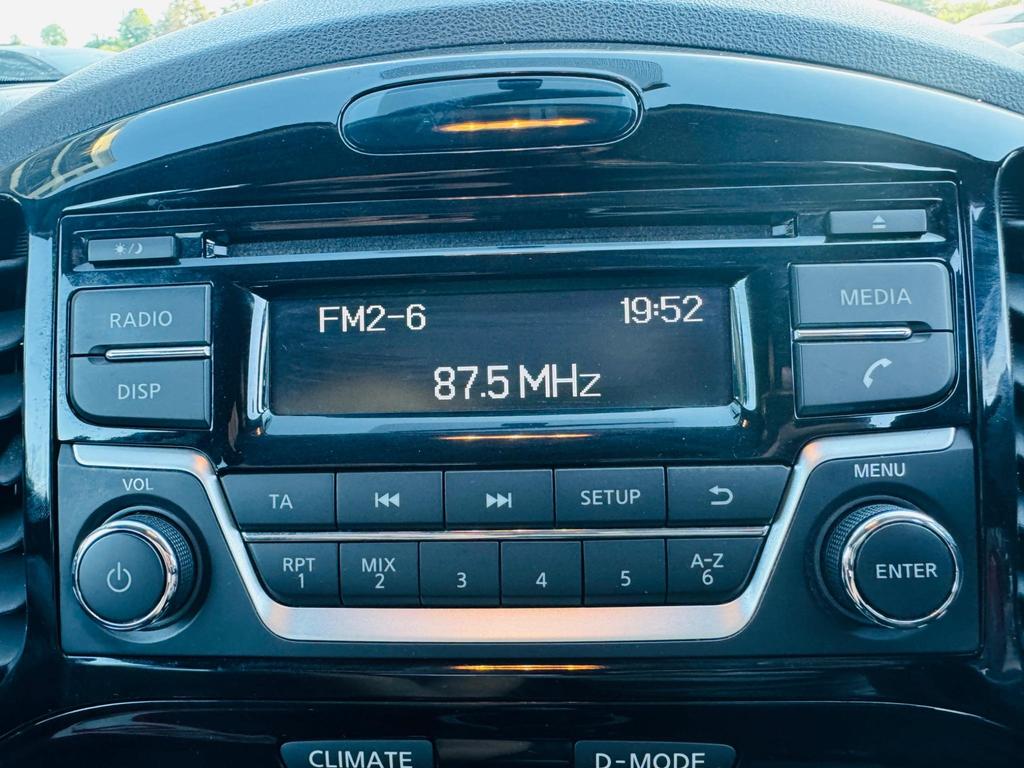 RADIO
DISP
FM2-6 19:52
87.5 MHz
MEDIA
VOL
MENU
TA SETUP
RPT MIX A-Z
1 2 3 4 5 6
ENTER
CLIMATE D-MODE